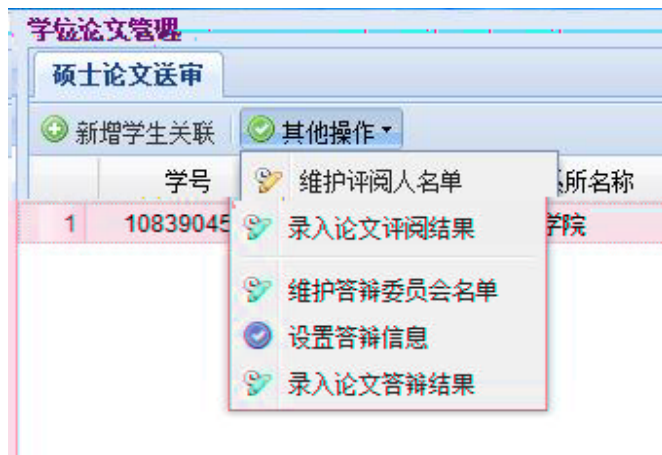 学位论文管理
硕士论文送审
新增学生关联 其他操作
学号 系所名称
维护评阅人名单
1 10839045 学院
录入论文评阅结果
维护答辩委员会名单
设置答辩信息
录入论文答辩结果